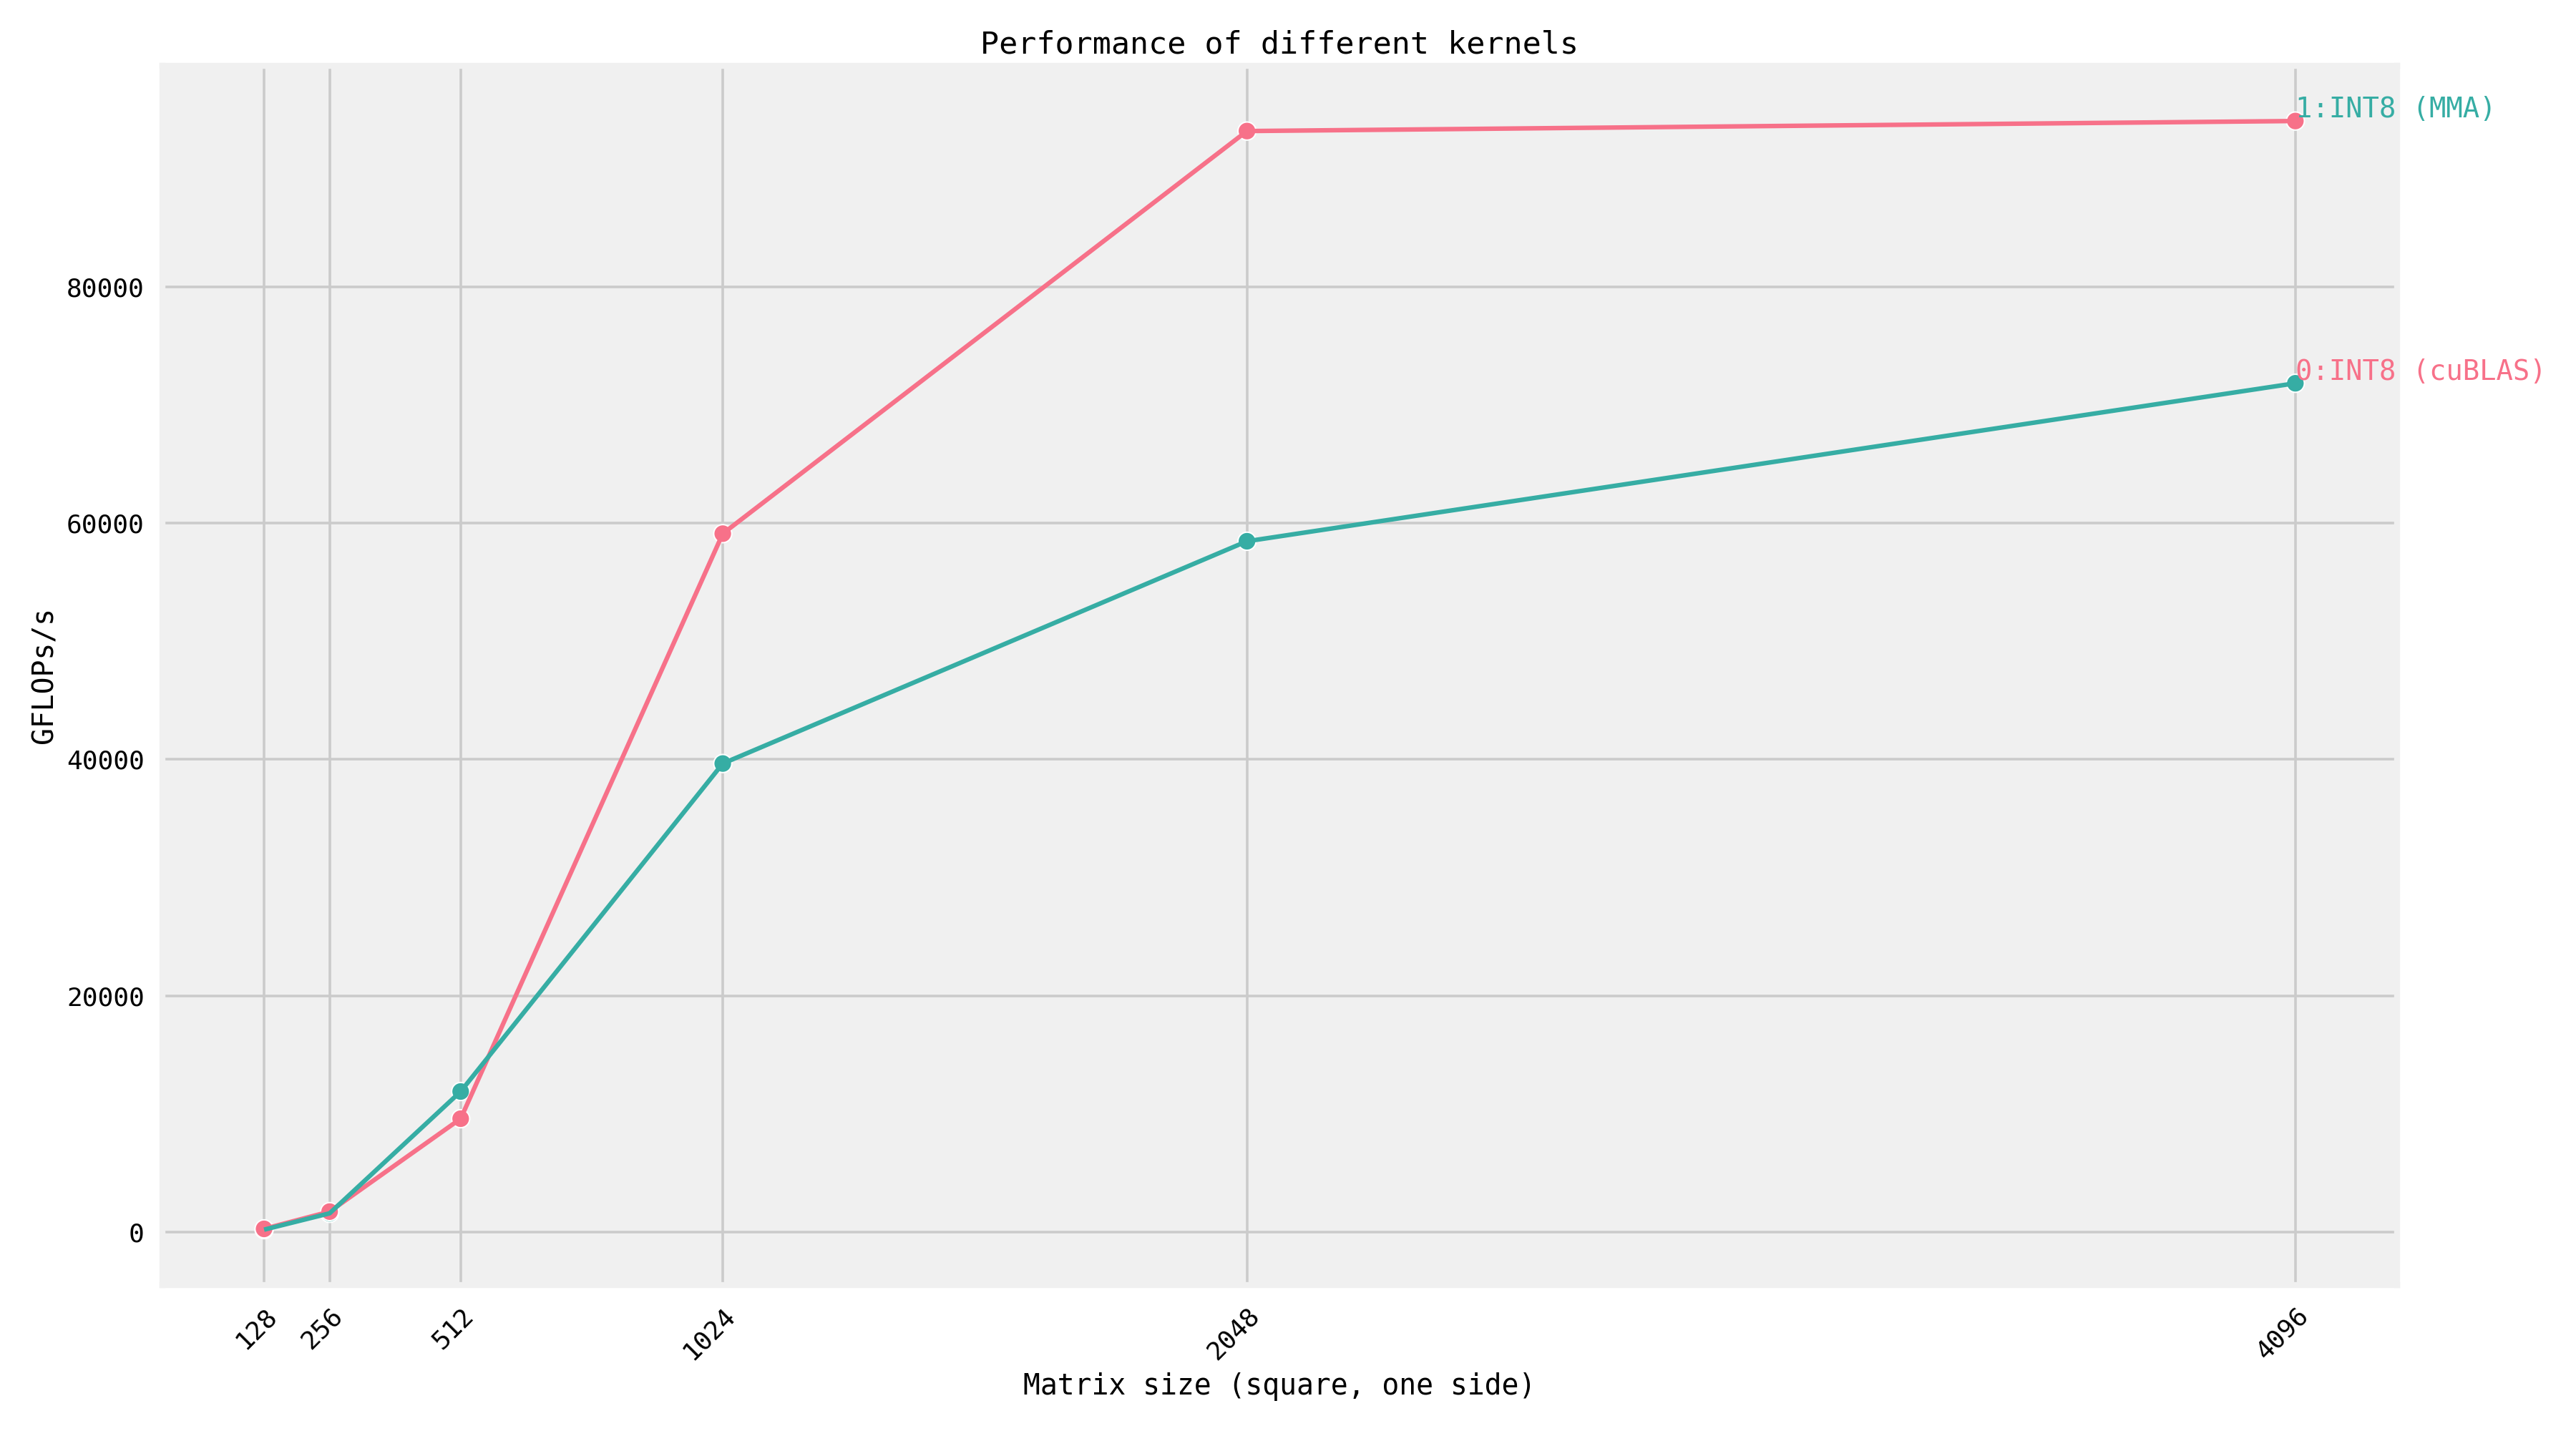 Performance of different kernels
1:INT8 (MMA)
0:INT8 (cuBLAS)
GFLOPs/s
80000
60000
40000
20000
0
128
256
512
1024
2048
4096
Matrix size (square, one side)